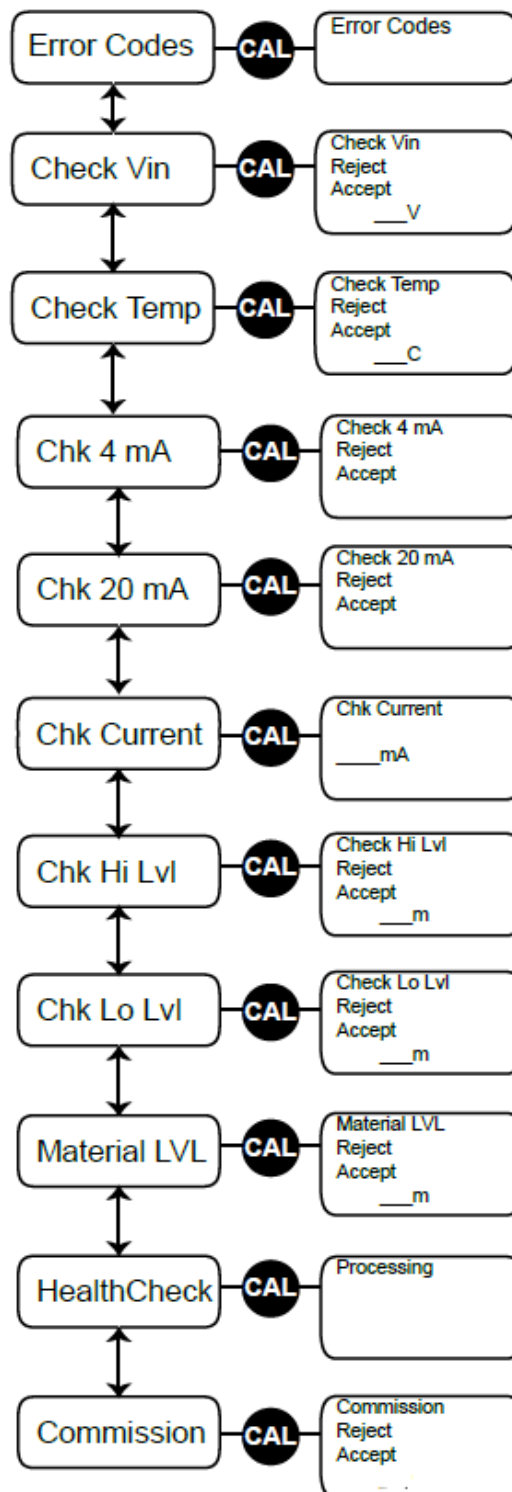 Error Codes
CAL
Error Codes
Check Vin
CAL
Check Vin
Reject
Accept
___V
Check Temp
CAL
Check Temp
Reject
Accept
___C
Chk 4 mA
CAL
Check 4 mA
Reject
Accept
Chk 20 mA
CAL
Check 20 mA
Reject
Accept
Chk Current
CAL
Chk Current
____mA
Chk Hi Lvl
CAL
Check Hi Lvl
Reject
Accept
___m
Chk Lo Lvl
CAL
Check Lo Lvl
Reject
Accept
___m
Material LVL
CAL
Material LVL
Reject
Accept
___m
HealthCheck
CAL
Processing
Commission
CAL
Commission
Reject
Accept